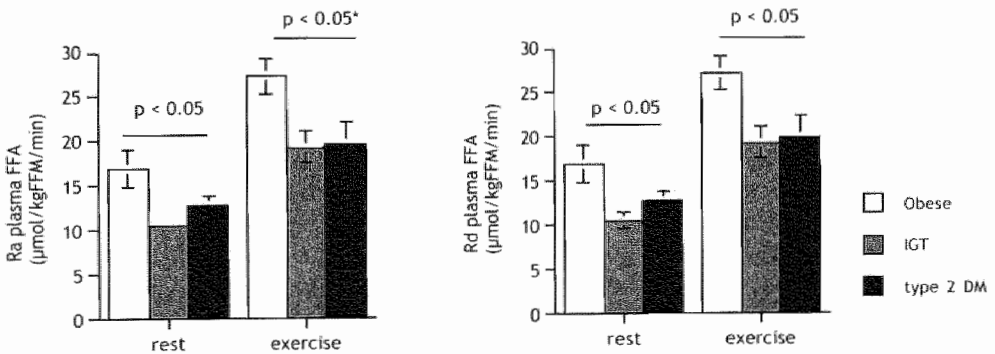 p < 0.05*
30
25
20
15
10
5
0
p < 0.05
Ra plasma FFA
(µmol/kgFFM/min)
rest
exercise
p < 0.05
30
25
20
15
10
5
0
p < 0.05
Rd plasma FFA
(µmol/kgFFM/min)
rest
exercise
Obese
IGT
type 2 DM